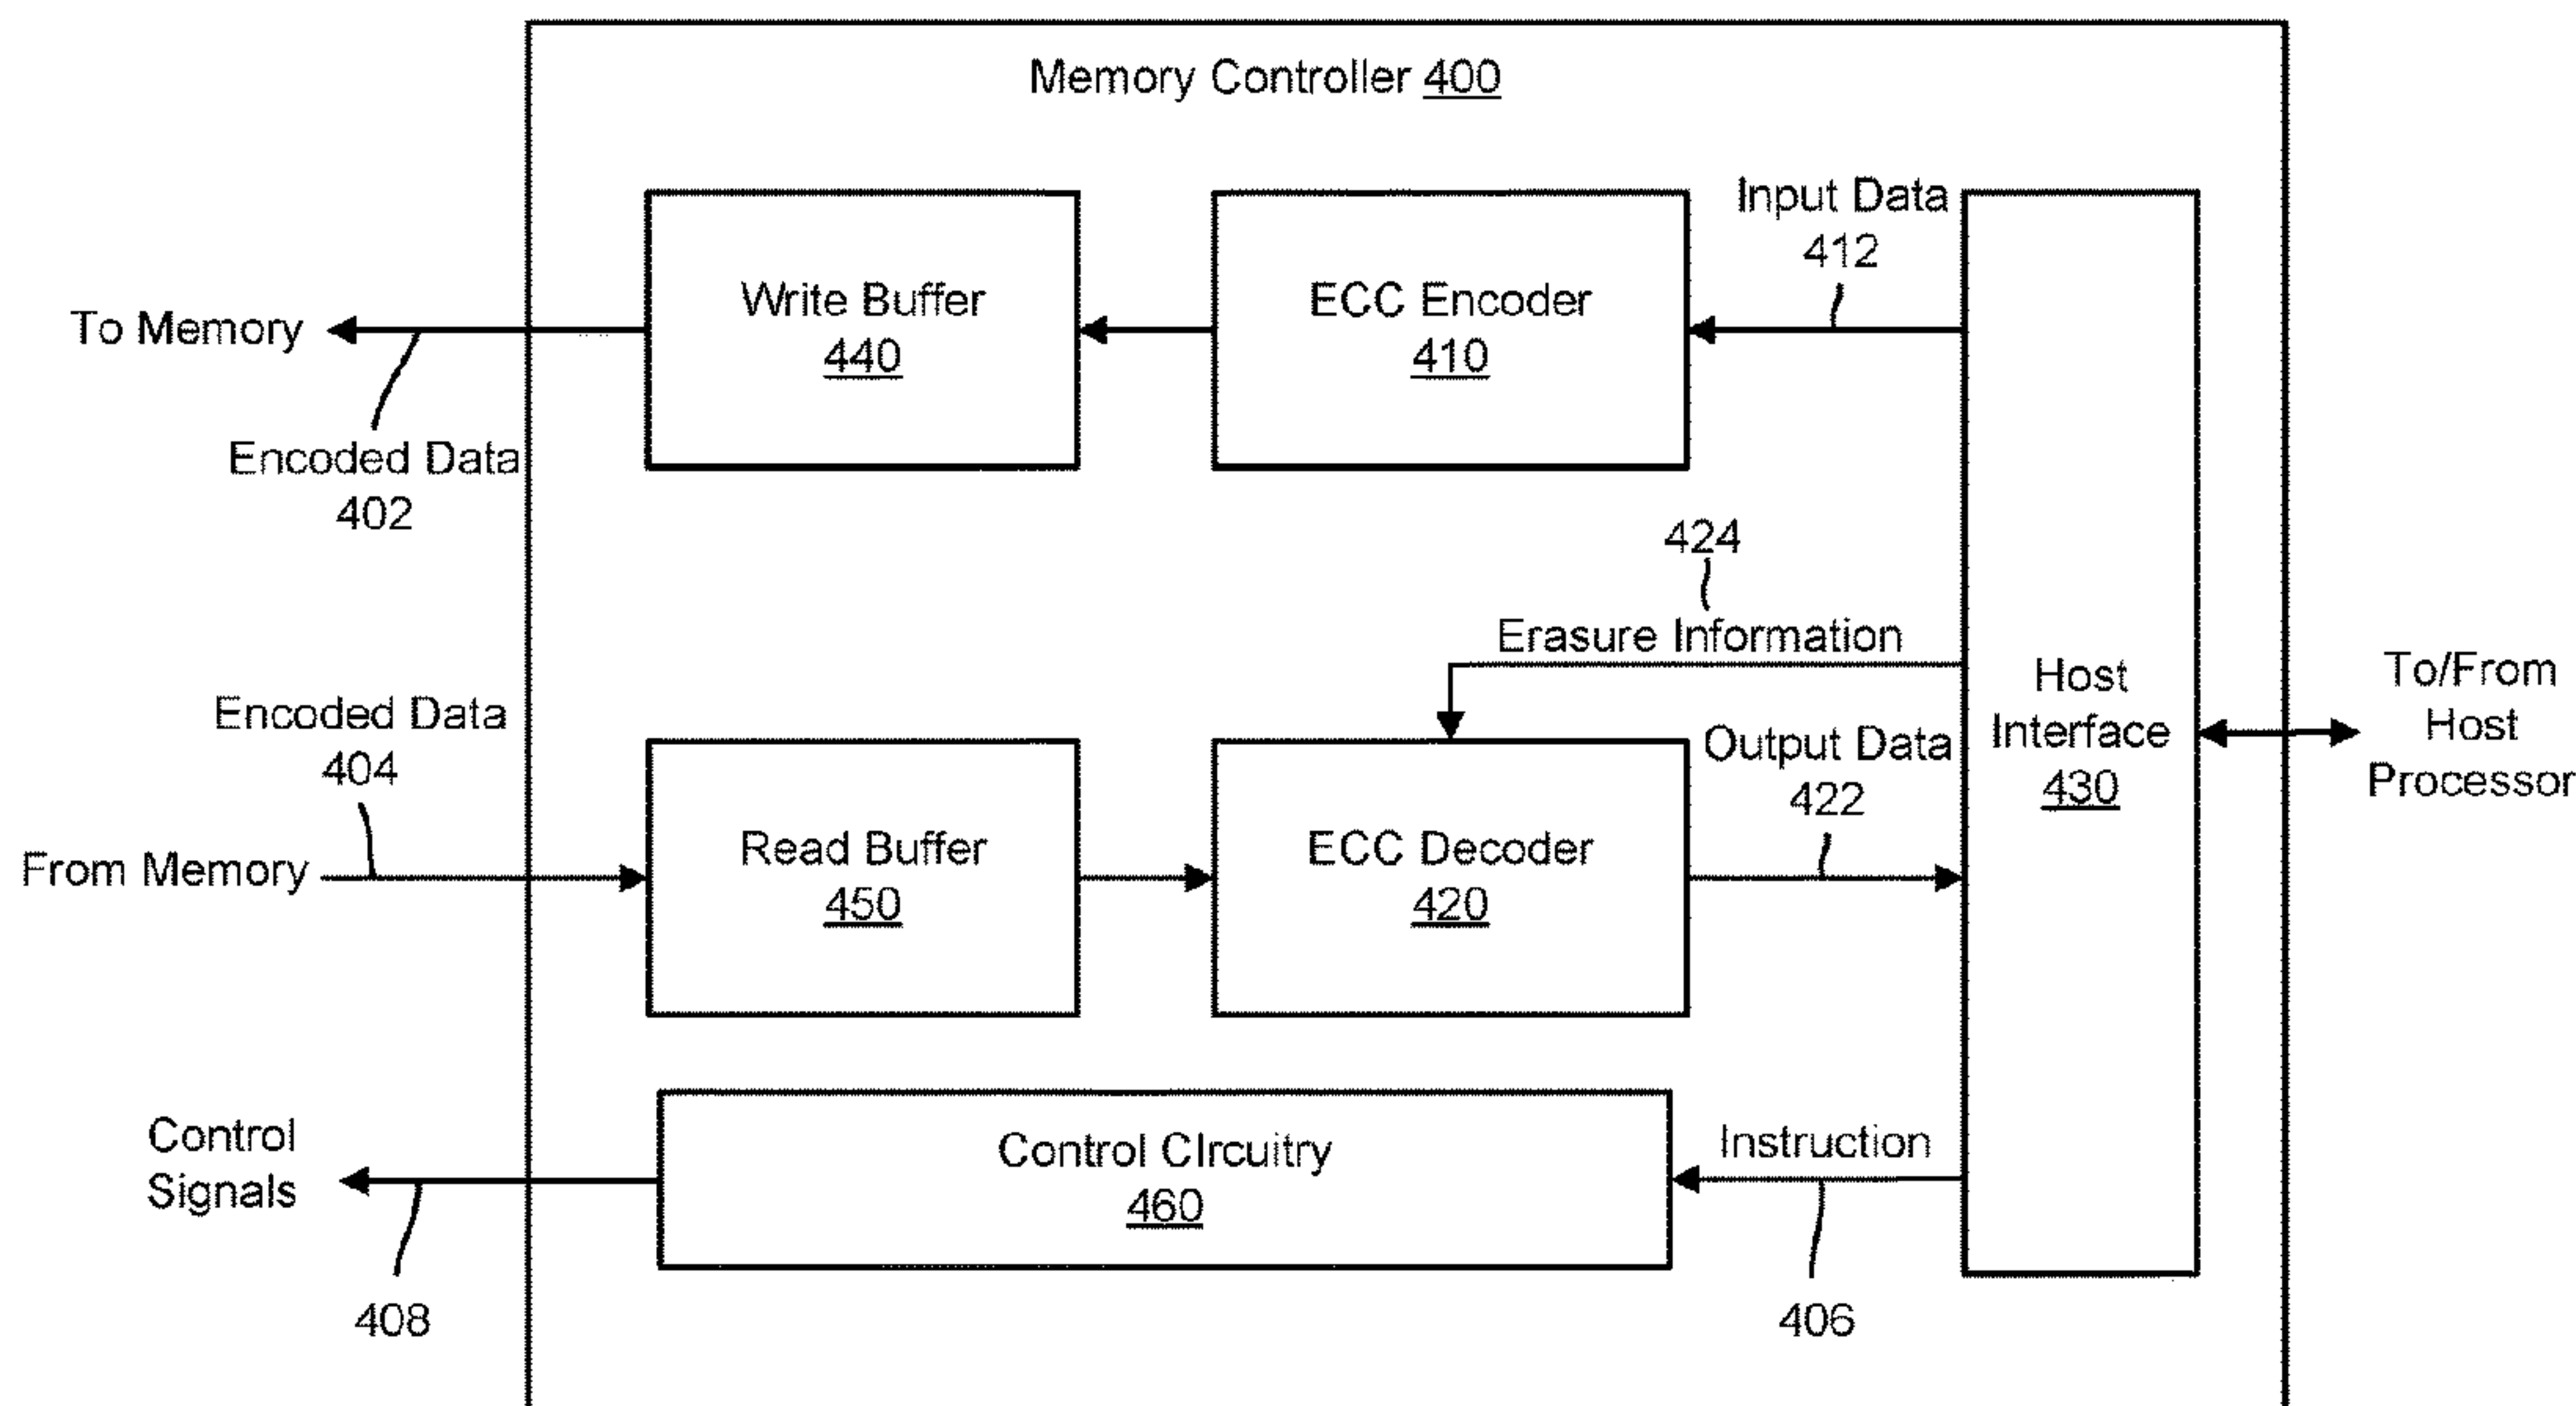 Memory Controller 400
Input Data
412
Write Buffer
440
ECC Encoder
410
To Memory
Encoded Data
402
424
Erasure Information
Host
Interface
430
To/From
Host
Processor
Encoded Data
404
Output Data
422
From Memory
Read Buffer
450
ECC Decoder
420
Control
Signals
Control CIrcuitry
460
Instruction
408
406